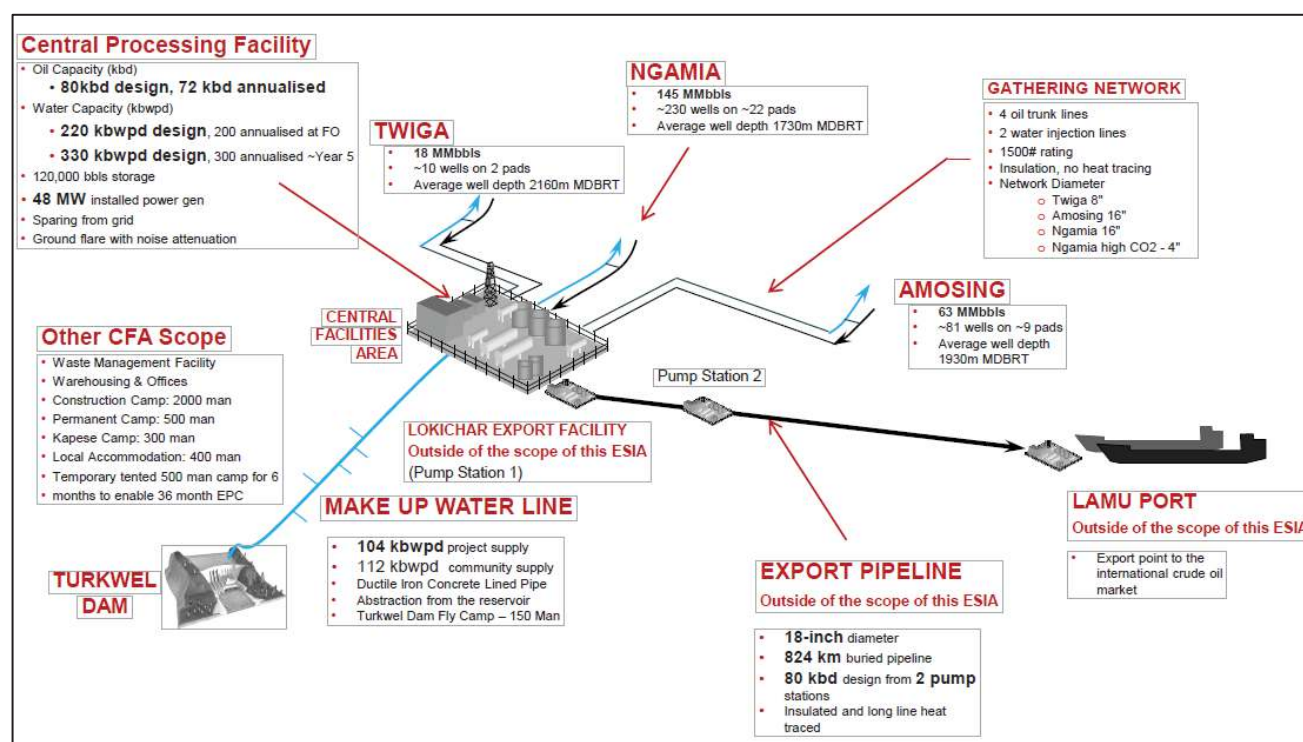 Central Processing Facility
• Oil Capacity (kbd)
• 80kbd design, 72 kbd annualised
• Water Capacity (kbwpd)
• 220 kbwpd design, 200 annualised at FO
• 330 kbwpd design, 300 annualised ~Year 5
• 120,000 bbls storage
• 48 MW installed power gen
• Sparing from grid
• Ground flare with noise attenuation
TWIGA
• 18 MMbbls
• ~10 wells on 2 pads
• Average well depth 2160m MDBRT
NGAMIA
• 145 MMbbls
• ~230 wells on ~22 pads
• Average well depth 1730m MDBRT
GATHERING NETWORK
• 4 oil trunk lines
• 2 water injection lines
• 1500# rating
• Insulation, no heat tracing
• Network Diameter
o Twiga 8"
o Amosing 16"
o Ngamia 16"
o Ngamia high CO2 - 4"
AMOSING
• 63 MMbbls
• ~81 wells on ~9 pads
• Average well depth
1930m MDBRT
CENTRAL
FACILITIES
AREA
Other CFA Scope
• Waste Management Facility
• Warehousing & Offices
• Construction Camp: 2000 man
• Permanent Camp: 500 man
• Kapese Camp: 300 man
• Local Accommodation: 400 man
• Temporary tented 500 man camp for 6
• months to enable 36 month EPC
Pump Station 2
LOKICHAR EXPORT FACILITY
Outside of the scope of this ESIA
(Pump Station 1)
MAKE UP WATER LINE
• 104 kbwpd project supply
• 112 kbwpd community supply
• Ductile Iron Concrete Lined Pipe
• Abstraction from the reservoir
• Turkwel Dam Fly Camp – 150 Man
TURKWEL
DAM
EXPORT PIPELINE
Outside of the scope of this ESIA
• 18-inch diameter
• 824 km buried pipeline
• 80 kbd design from 2 pump
stations
• Insulated and long line heat
traced
LAMU PORT
Outside of the scope of this ESIA
• Export point to the
international crude oil
market